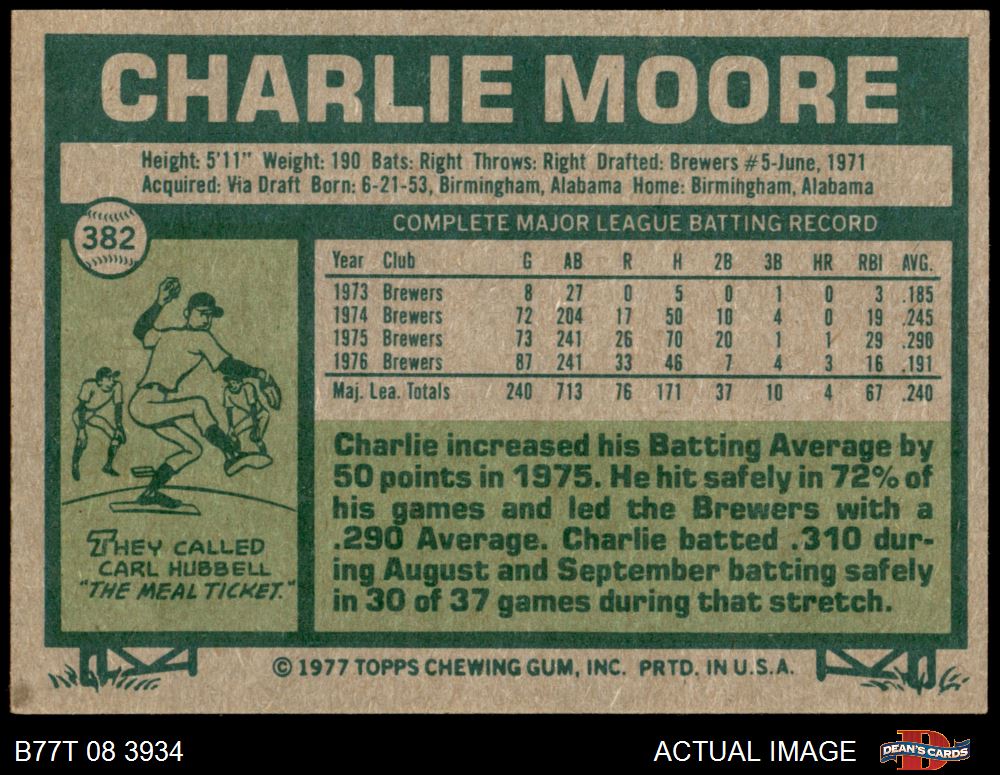 CHARLIE MOORE
Height: 5'11" Weight: 190 Bats: Right Throws: Right Drafted: Brewers #5-June, 1971
Acquired: Via Draft Born: 6-21-53, Birmingham, Alabama Home: Birmingham, Alabama
382
COMPLETE MAJOR LEAGUE BATTING RECORD
Year Club G AB R H 2B 3B HR RBI AVG.
1973 Brewers 8 27 0 5 0 1 0 3 .185
1974 Brewers 72 204 17 50 10 4 0 19 .245
1975 Brewers 73 241 26 70 20 1 1 29 .290
1976 Brewers 87 241 33 46 7 4 3 16 .191
Maj. Lea. Totals 240 713 76 171 37 10 4 67 .240
THEY CALLED
CARL HUBBELL
"THE MEAL TICKET."
Charlie increased his Batting Average by
50 points in 1975. He hit safely in 72% of
his games and led the Brewers with a
.290 Average. Charlie batted .310 dur-
ing August and September batting safely
in 30 of 37 games during that stretch.
© 1977 TOPPS CHEWING GUM, INC. PRTD. IN U.S.A.
B77T 08 3934
ACTUAL IMAGE
DEAN'S CARDS